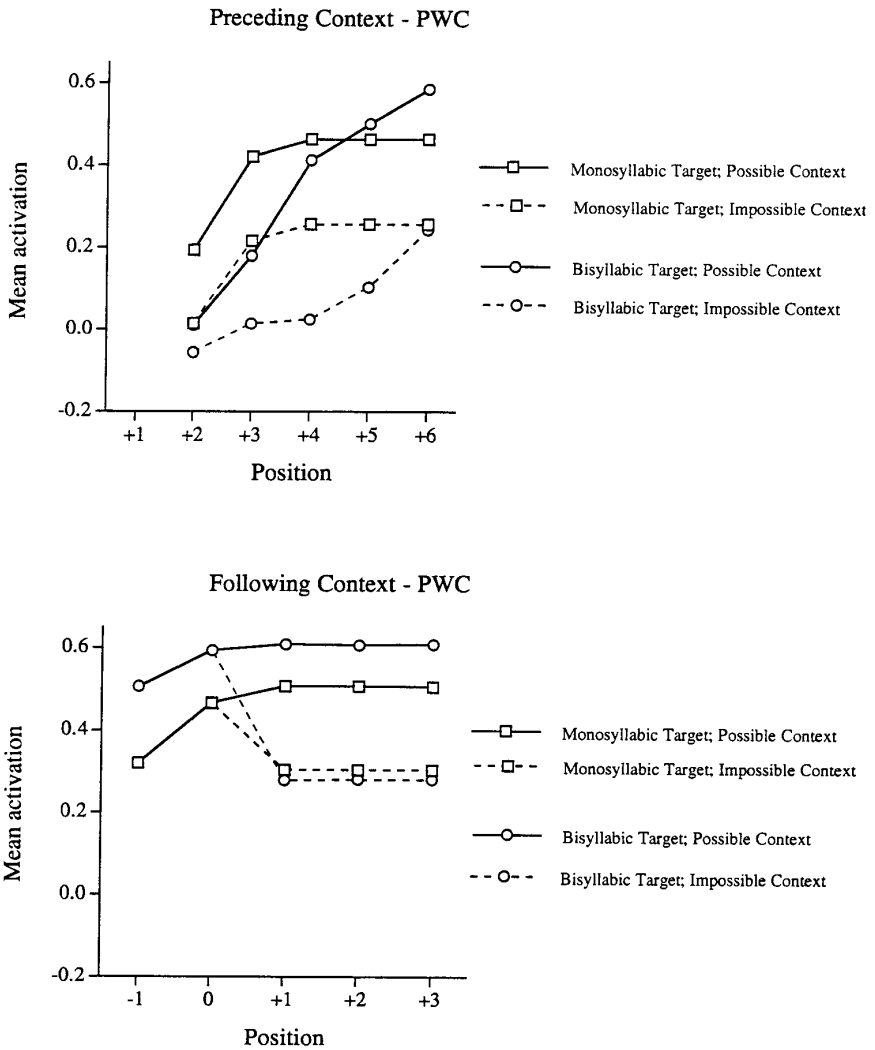 Preceding Context - PWC
0.6
0.4
0.2
0.0
-0.2
Mean activation
+1 +2 +3 +4 +5 +6
Position
Monosyllabic Target; Possible Context
Monosyllabic Target; Impossible Context
Bisyllabic Target; Possible Context
Bisyllabic Target; Impossible Context
Following Context - PWC
0.6
0.4
0.2
0.0
-0.2
Mean activation
-1 0 +1 +2 +3
Position
Monosyllabic Target; Possible Context
Monosyllabic Target; Impossible Context
Bisyllabic Target; Possible Context
Bisyllabic Target; Impossible Context